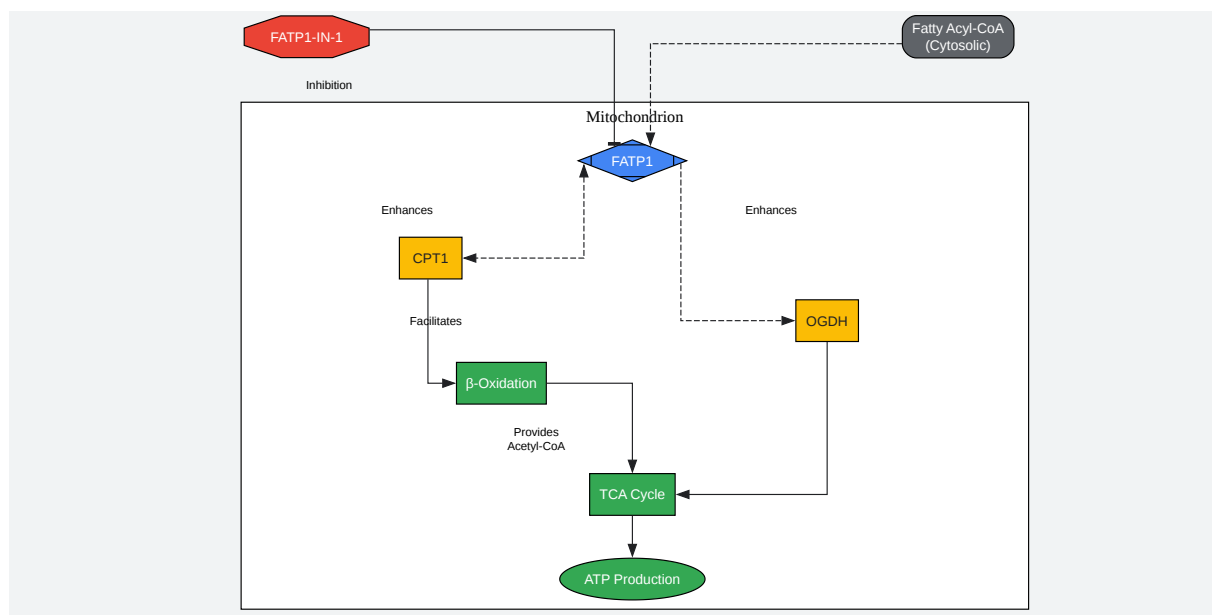 FATP1-IN-1
Fatty Acyl-CoA
(Cytosolic)
Inhibition
Mitochondrion
FATP1
Enhances
Enhances
CPT1
OGDH
Facilitates
β-Oxidation
Provides
Acetyl-CoA
TCA Cycle
ATP Production